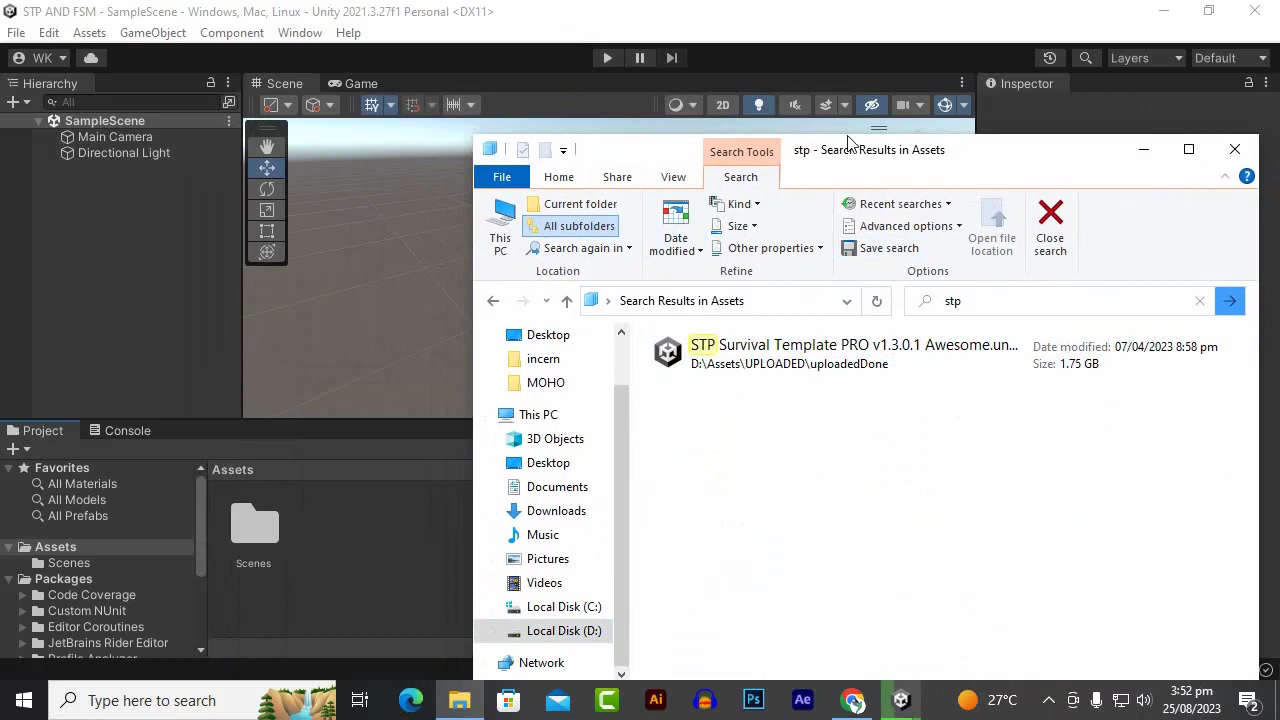 STP AND FSM - SampleScene - Windows, Mac, Linux - Unity 2021.3.27f1 Personal <DX11>
File Edit Assets GameObject Component Window Help
WK Layers Default
Hierarchy Scene Game Inspector
All 2D
SampleScene
Main Camera
Directional Light
Search Tools stp - Search Results in Assets
File Home Share View Search
This PC
Current folder
All subfolders
Search again in
Location
Date modified
Kind
Size
Other properties
Refine
Recent searches
Advanced options
Save search
Options
Open file location
Close search
Search Results in Assets stp
Desktop
incern
MOHO
This PC
3D Objects
Desktop
Documents
Downloads
Music
Pictures
Videos
Local Disk (C:)
Local Disk (D:)
Network
STP Survival Template PRO v1.3.0.1 Awesome.un... Date modified: 07/04/2023 8:58 pm
D:\Assets\UPLOADED\uploadedDone Size: 1.75 GB
Project Console
Favorites
All Materials
All Models
All Prefabs
Assets
Scenes
Packages
Code Coverage
Custom NUnit
Editor Coroutines
JetBrains Rider Editor
Profile Analyzer
Assets
Scenes
Type here to search
Ai
Ps
Ae
27°C
3:52 pm
25/08/2023
2